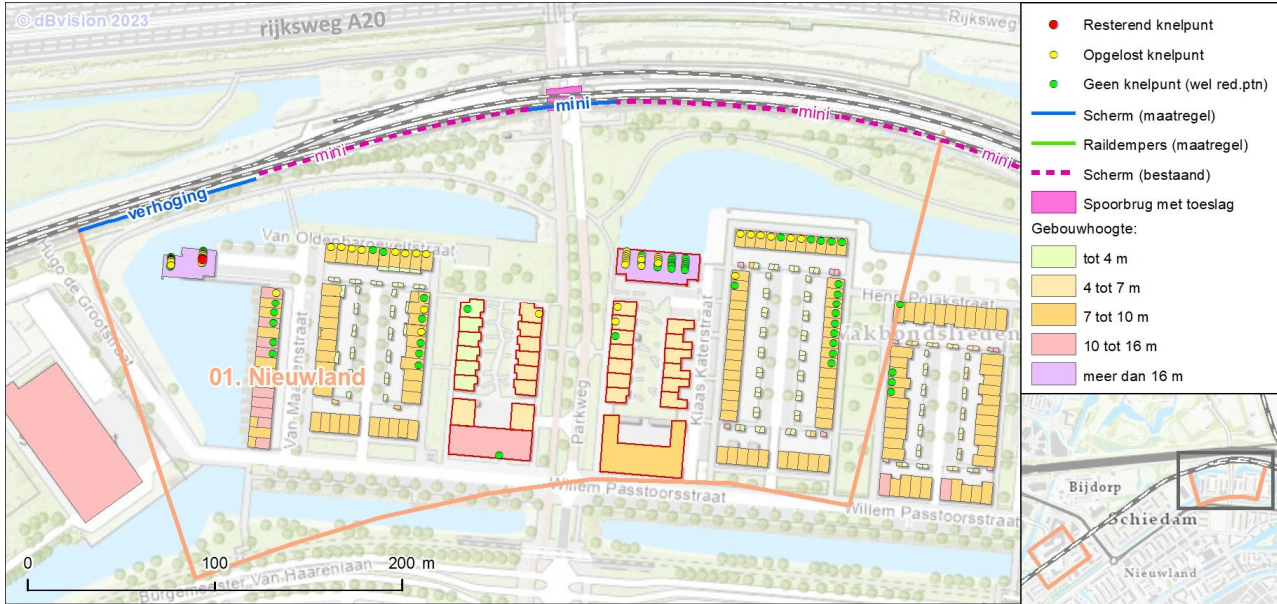 © dBvision 2023
rijksweg A20
Rijksweg
mini
mini
mini
mini
verhoging
Van Oldenbarneveltstraat
Hugo de Grootstraat
Henri Polakstraat
Vakbondslieden
01. Nieuwland
Van Maanenstraat
Parkweg
Klaas Katerstraat
Willem Passtoorsstraat
Willem Passtoorsstraat
Burgemeester Van Haarenlaan
0 100 200 m
Resterend knelpunt
Opgelost knelpunt
Geen knelpunt (wel red.ptn)
Scherm (maatregel)
Raildempers (maatregel)
Scherm (bestaand)
Spoorbrug met toeslag
Gebouwhoogte:
tot 4 m
4 tot 7 m
7 tot 10 m
10 tot 16 m
meer dan 16 m
Bijdorp
Schiedam
Nieuwland